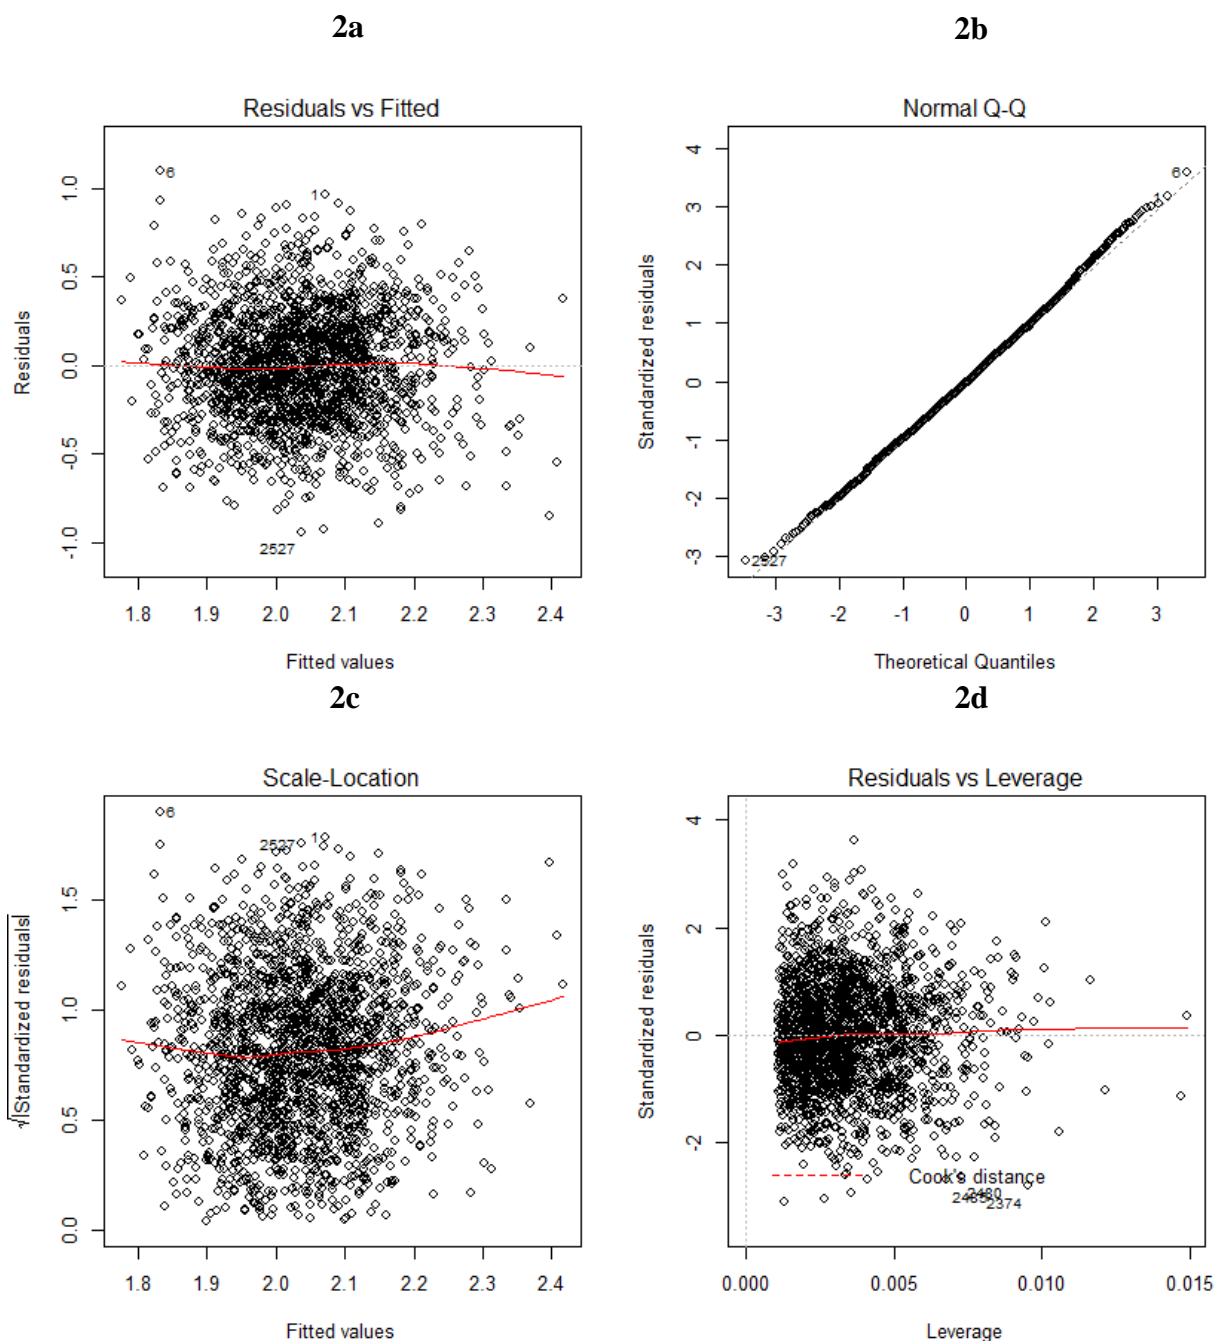 2a
2b
Residuals vs Fitted
Normal Q-Q
Residuals
1.0
0.5
0.0
-0.5
-1.0
6
1
2527
1.8 1.9 2.0 2.1 2.2 2.3 2.4
Fitted values
Standardized residuals
4
3
2
1
0
-1
-2
-3
6
1
2527
-3 -2 -1 0 1 2 3
Theoretical Quantiles
2c
2d
Scale-Location
Residuals vs Leverage
√|Standardized residuals|
1.5
1.0
0.5
0.0
6
2527
1
1.8 1.9 2.0 2.1 2.2 2.3 2.4
Fitted values
Standardized residuals
4
2
0
-2
Cook's distance
2480
2485
2374
0.000 0.005 0.010 0.015
Leverage